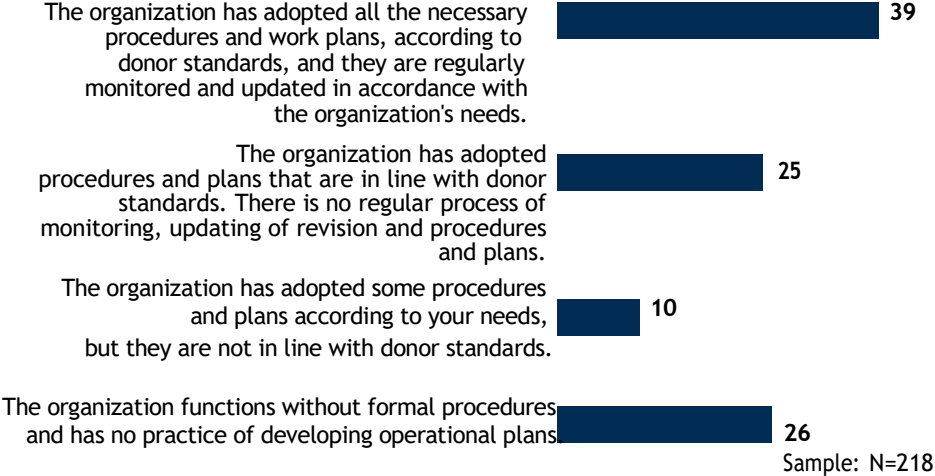 The organization has adopted all the necessary
procedures and work plans, according to
donor standards, and they are regularly
monitored and updated in accordance with
the organization's needs.
39
The organization has adopted
procedures and plans that are in line with donor
standards. There is no regular process of
monitoring, updating of revision and procedures
and plans.
25
The organization has adopted some procedures
and plans according to your needs,
but they are not in line with donor standards.
10
The organization functions without formal procedures
and has no practice of developing operational plans.
26
Sample: N=218